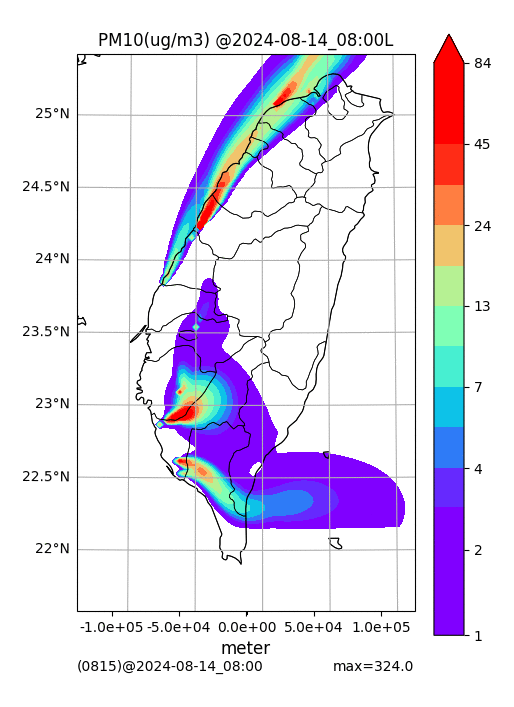 PM10(ug/m3) @2024-08-14_08:00L
84
25°N
45
24.5°N
24
24°N
13
23.5°N
7
23°N
4
22.5°N
2
22°N
1
-1.0e+05 -5.0e+04 0.0e+00 5.0e+04 1.0e+05
meter
(0815)@2024-08-14_08:00 max=324.0